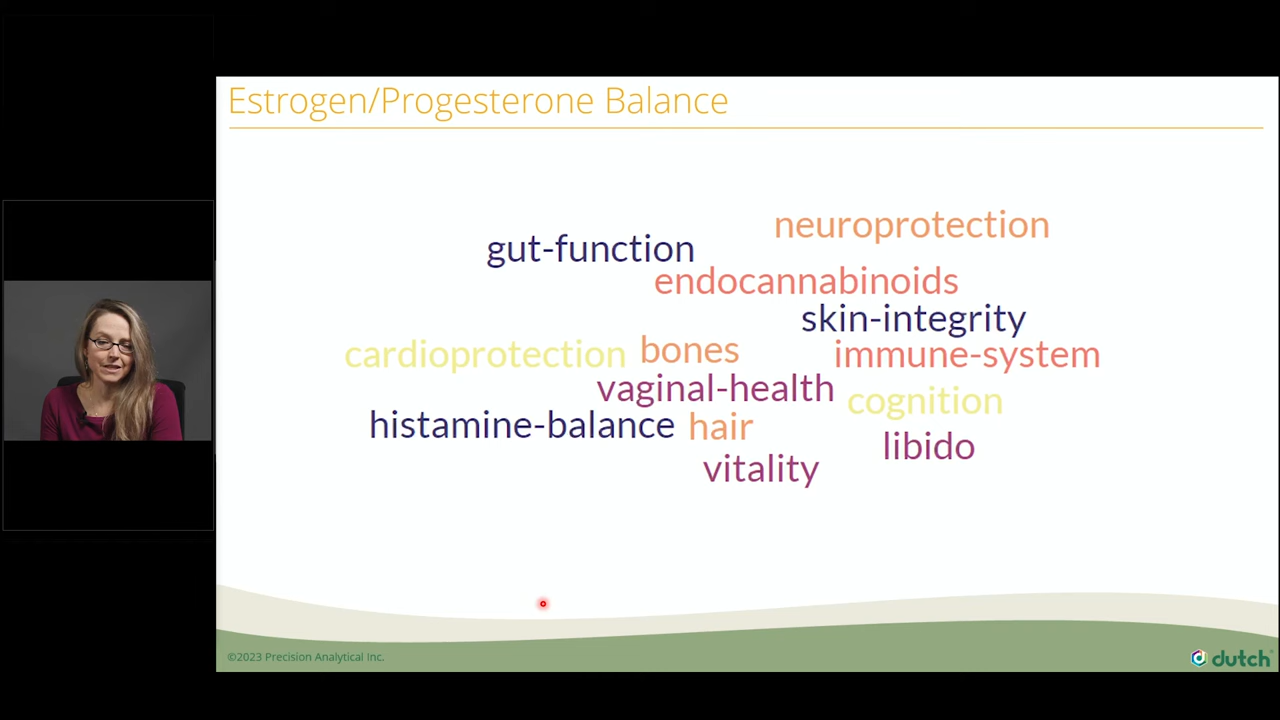 Estrogen/Progesterone Balance
neuroprotection
gut-function
endocannabinoids
skin-integrity
cardioprotection bones immune-system
vaginal-health cognition
histamine-balance hair libido
vitality
©2023 Precision Analytical Inc.
dutch